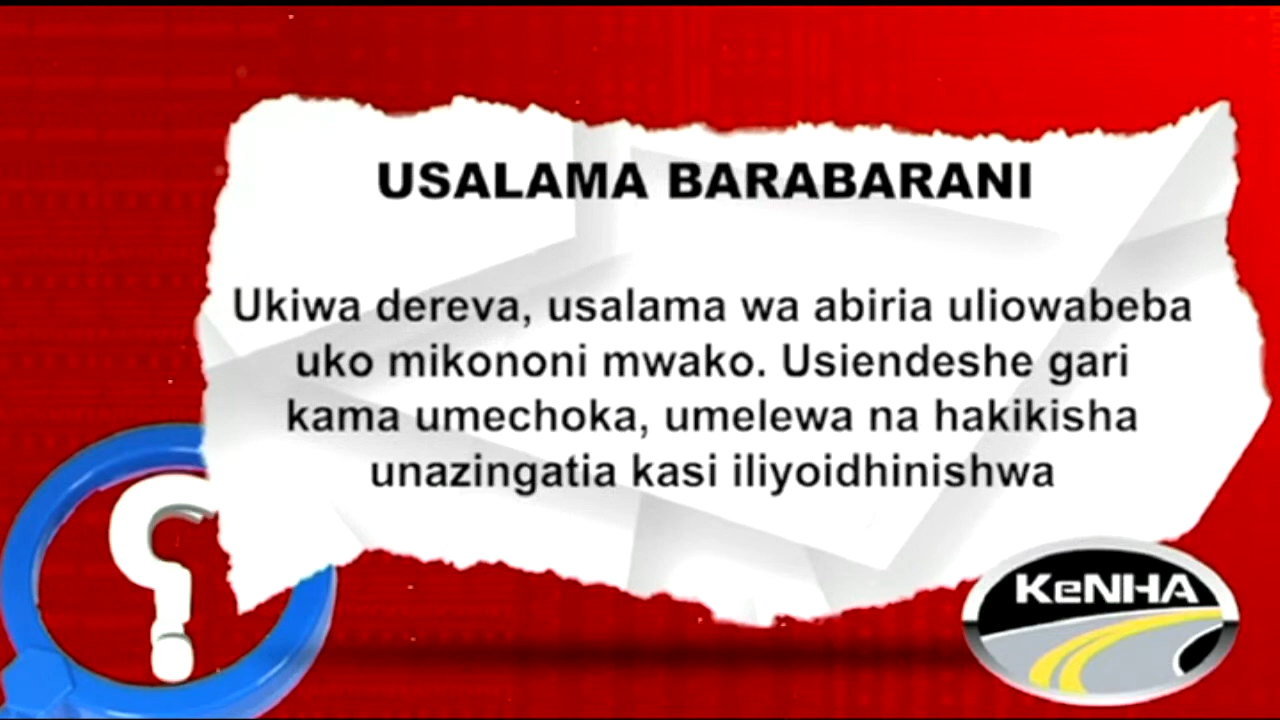 USALAMA BARABARANI
Ukiwa dereva, usalama wa abiria uliowabeba
uko mikononi mwako. Usiendeshe gari
kama umechoka, umelewa na hakikisha
unazingatia kasi iliyoidhinishwa
KeNHA